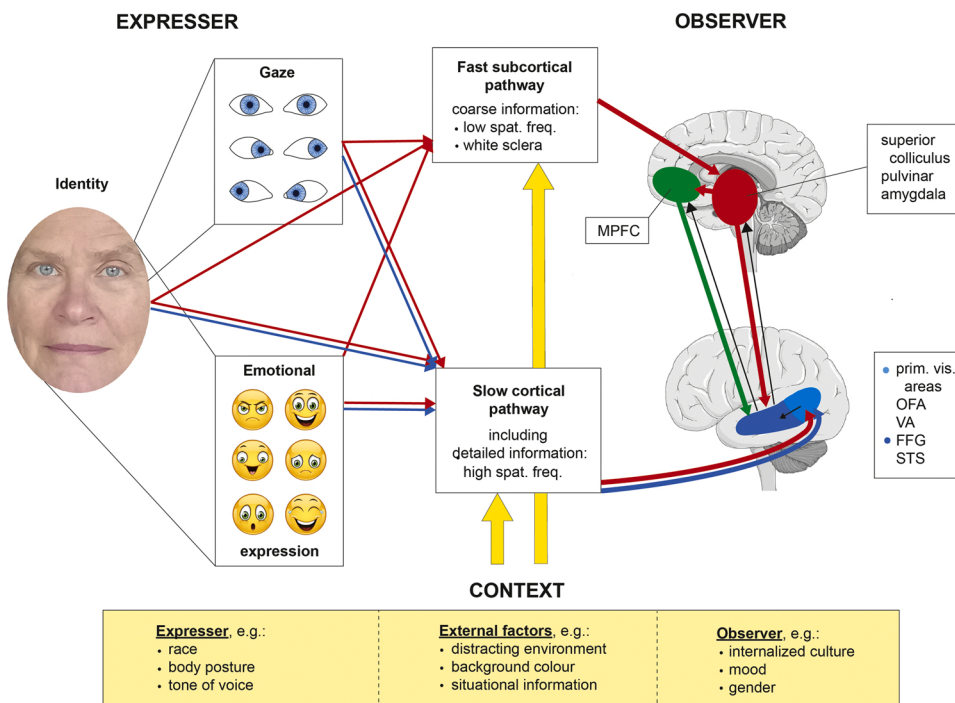 EXPRESSER
OBSERVER
Gaze
Identity
Emotional
expression
Fast subcortical
pathway
coarse information:
• low spat. freq.
• white sclera
Slow cortical
pathway
including
detailed information:
high spat. freq.
superior
colliculus
pulvinar
amygdala
MPFC
• prim. vis.
areas
OFA
VA
• FFG
STS
CONTEXT
Expresser, e.g.:
• race
• body posture
• tone of voice
External factors, e.g.:
• distracting environment
• background colour
• situational information
Observer, e.g.:
• internalized culture
• mood
• gender